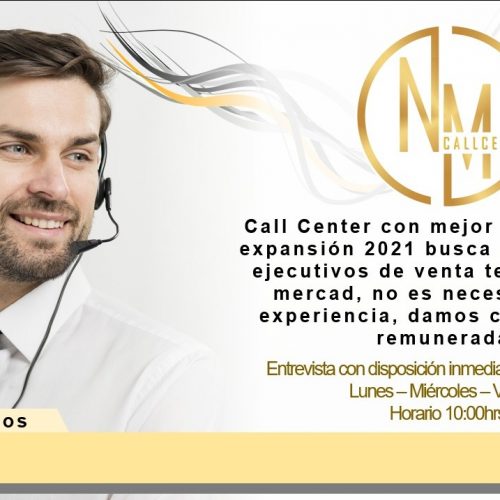 NM
CALLCE
Call Center con mejor
expansión 2021 busca
ejecutivos de venta te
mercad, no es neces
experiencia, damos c
remunerada
Entrevista con disposición inmedia
Lunes – Miércoles – V
Horario 10:00hrs
os